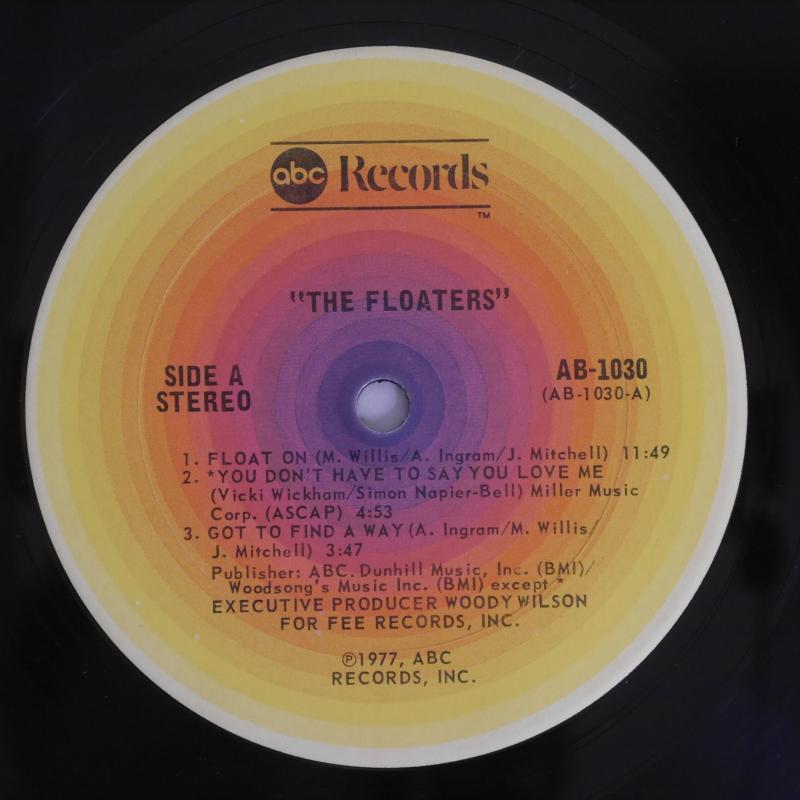 abc Records
TM
"THE FLOATERS"
SIDE A
STEREO
AB-1030
(AB-1030-A)
1. FLOAT ON (M. Willis/A. Ingram/J. Mitchell) 11:49
2. *YOU DON'T HAVE TO SAY YOU LOVE ME
(Vicki Wickham/Simon Napier-Bell) Miller Music
Corp. (ASCAP) 4:53
3. GOT TO FIND A WAY (A. Ingram/M. Willis/
J. Mitchell) 3:47
Publisher: ABC. Dunhill Music, Inc. (BMI)/
Woodsong's Music Inc. (BMI) except *
EXECUTIVE PRODUCER WOODY WILSON
FOR FEE RECORDS, INC.
℗1977, ABC
RECORDS, INC.